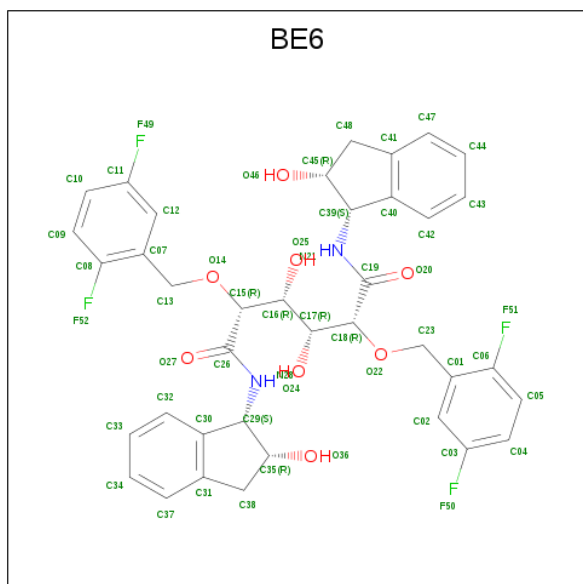 BE6
F49
C48
C47
C41
C11
C45(R)
C44
C10
C12
HO
O46
C40
C43
C39(S)
C09
C07
O25
C42
O14
OH
HN
C08
C19
F51
C13
C15(R)
C17(R)
O20
O
F52
C16(R)
C23
C18(R)
C06
O27
O
C26
HO
O
C01
C05
NH
O24
O22
C32
C30
C29(S)
C02
C33
OH
O36
C04
C35(R)
C03
C34
C31
C38
C37
F50